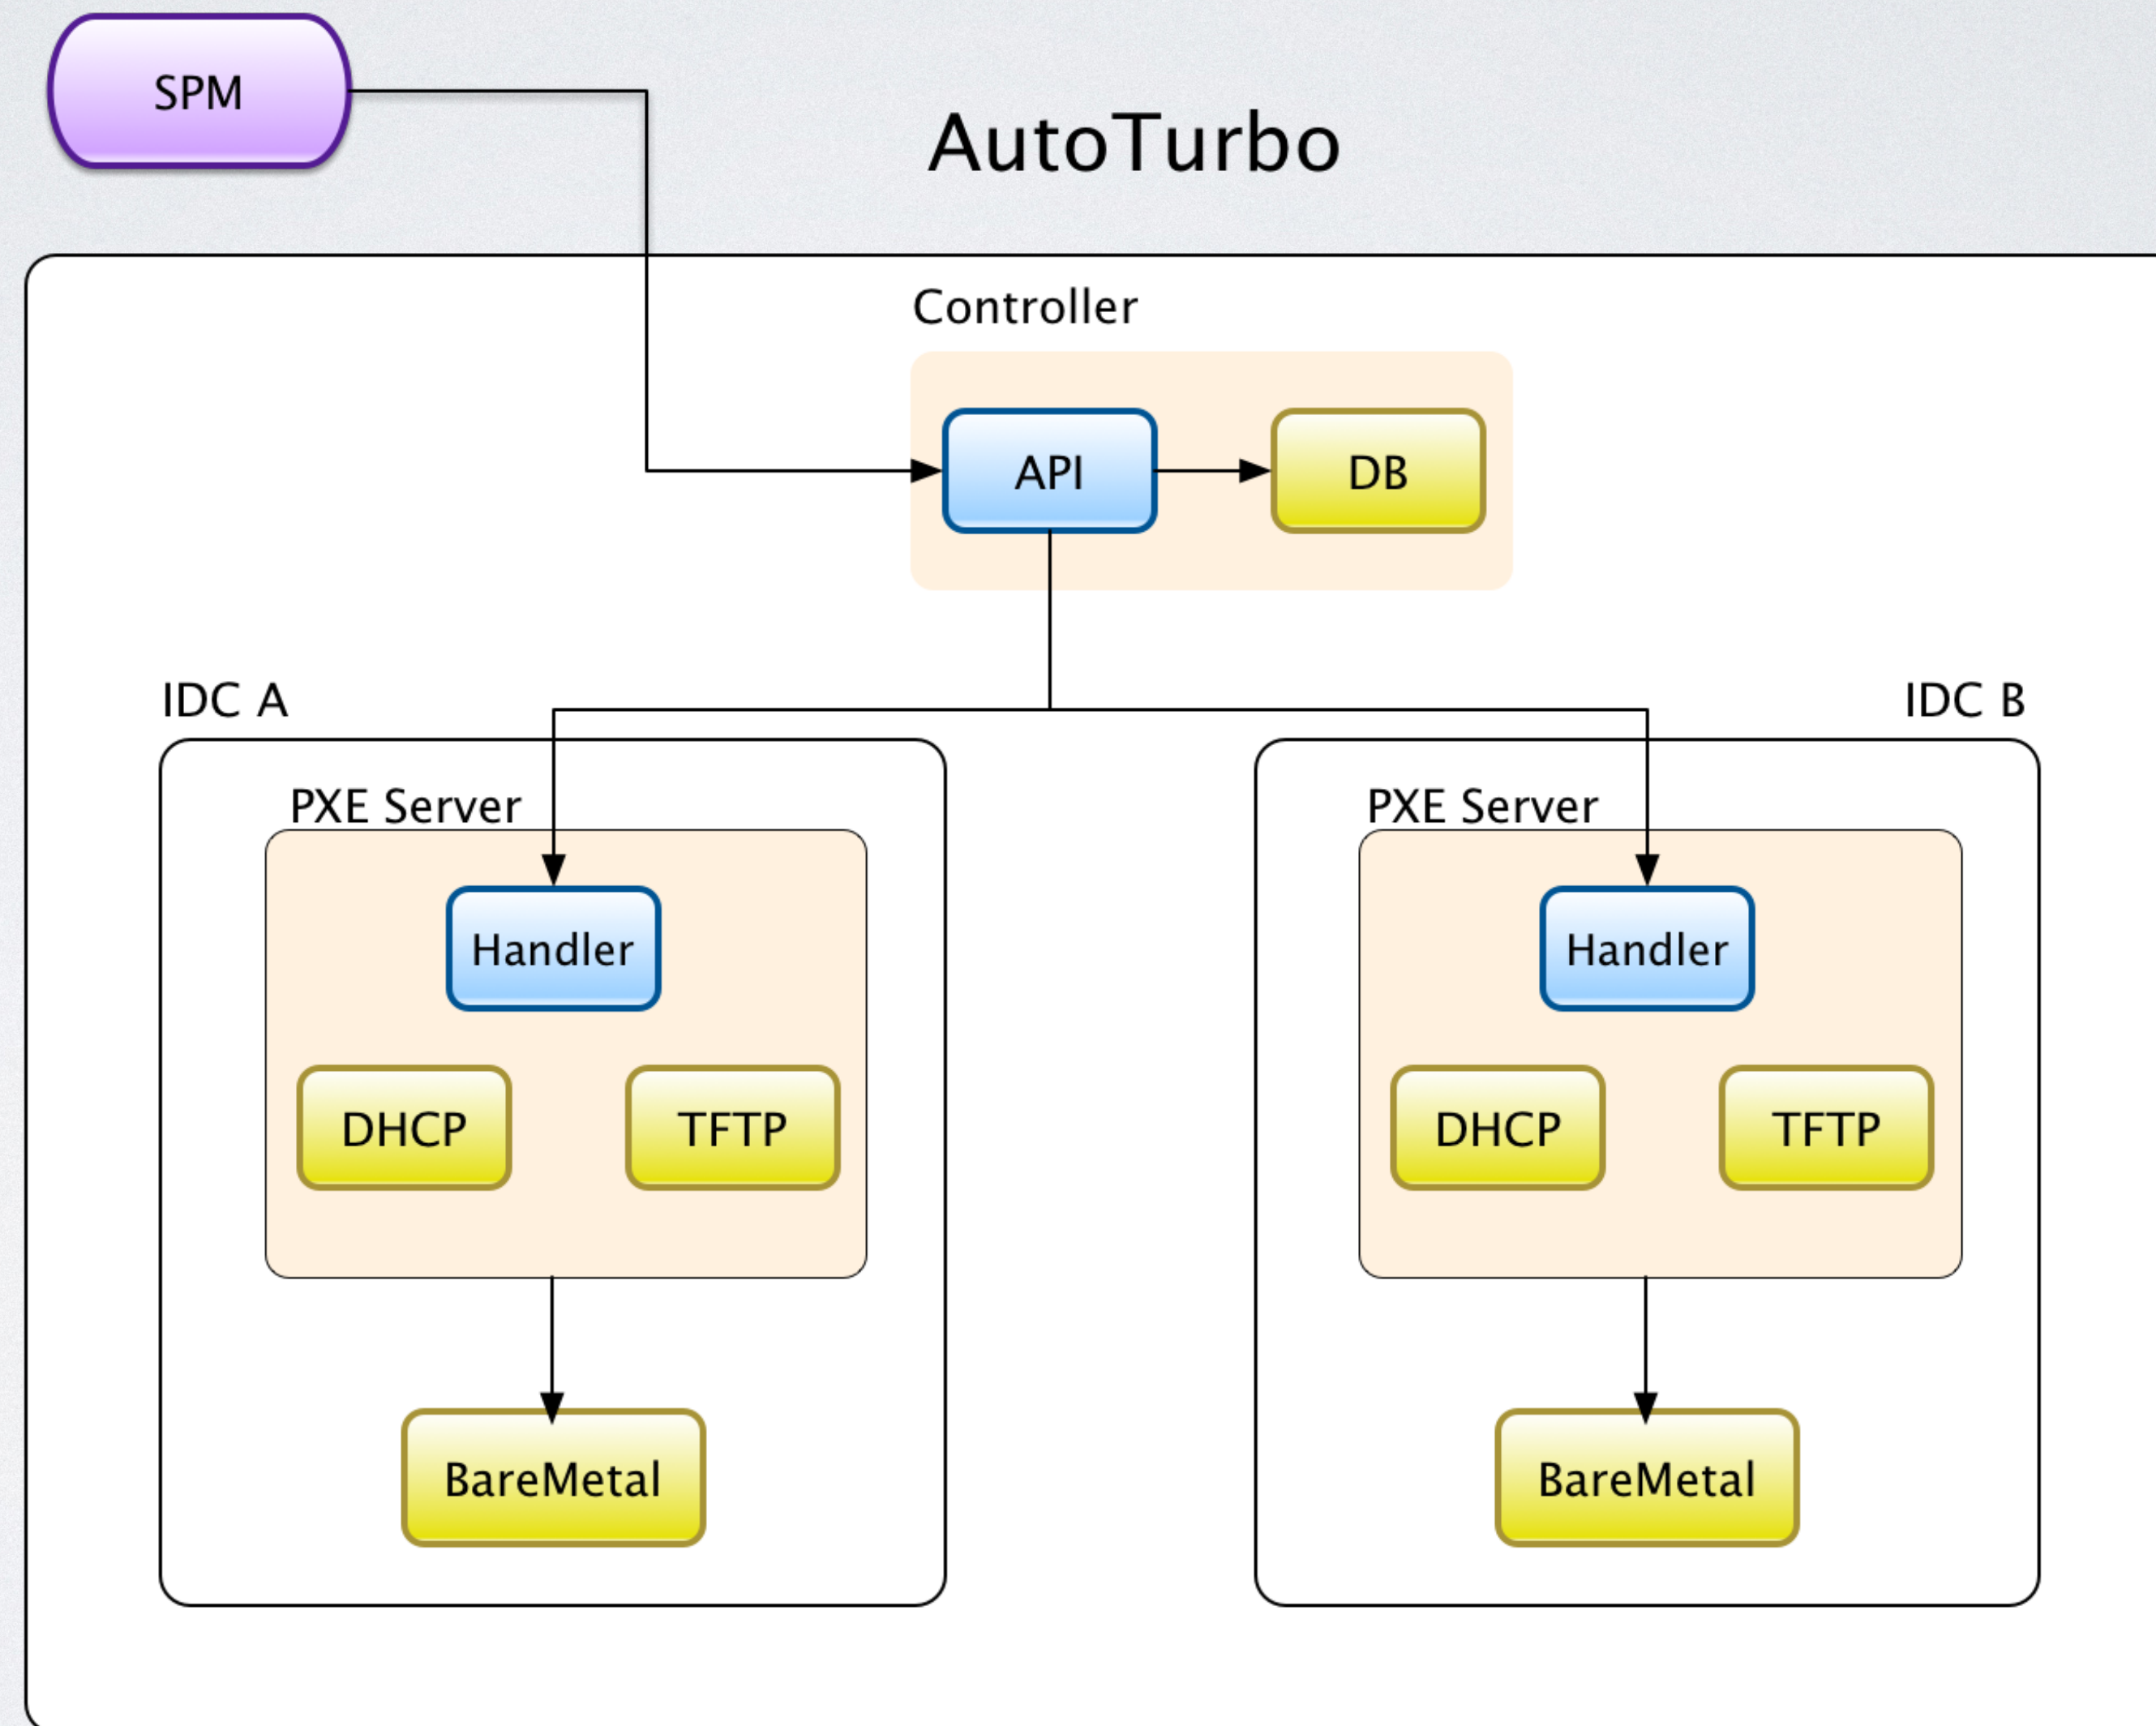 SPM
AutoTurbo
Controller
API
DB
IDC A
IDC B
PXE Server
PXE Server
Handler
Handler
DHCP
TFTP
DHCP
TFTP
BareMetal
BareMetal